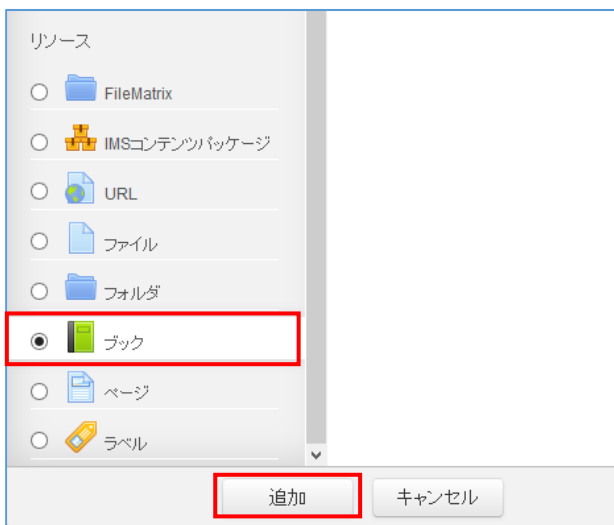 リソース
FileMatrix
IMSコンテンツパッケージ
URL
ファイル
フォルダ
ブック
ページ
ラベル
追加 キャンセル